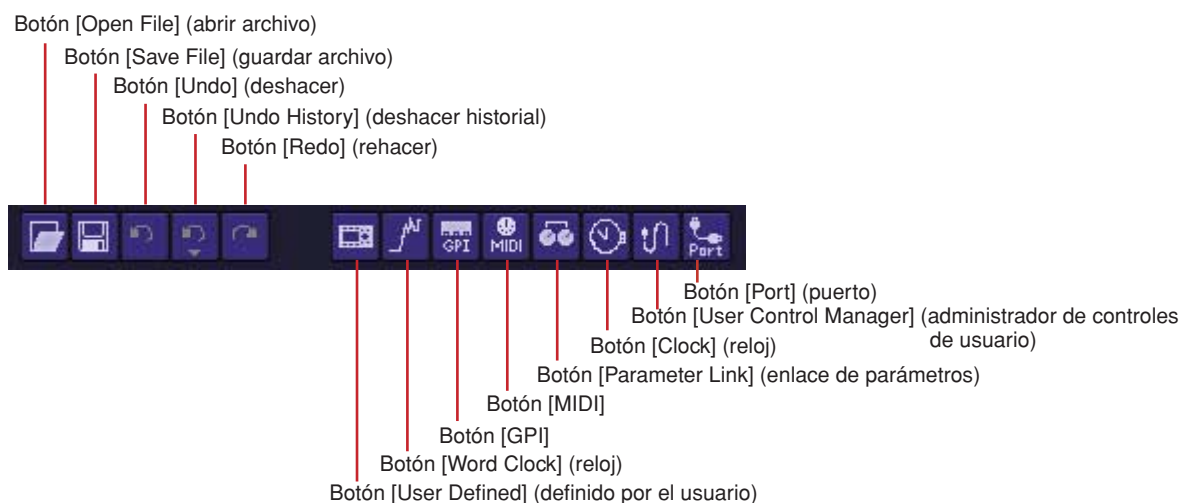 Botón [Open File] (abrir archivo)
Botón [Save File] (guardar archivo)
Botón [Undo] (deshacer)
Botón [Undo History] (deshacer historial)
Botón [Redo] (rehacer)
GPI
MIDI
Port
Botón [Port] (puerto)
Botón [User Control Manager] (administrador de controles
de usuario)
Botón [Clock] (reloj)
Botón [Parameter Link] (enlace de parámetros)
Botón [MIDI]
Botón [GPI]
Botón [Word Clock] (reloj)
Botón [User Defined] (definido por el usuario)